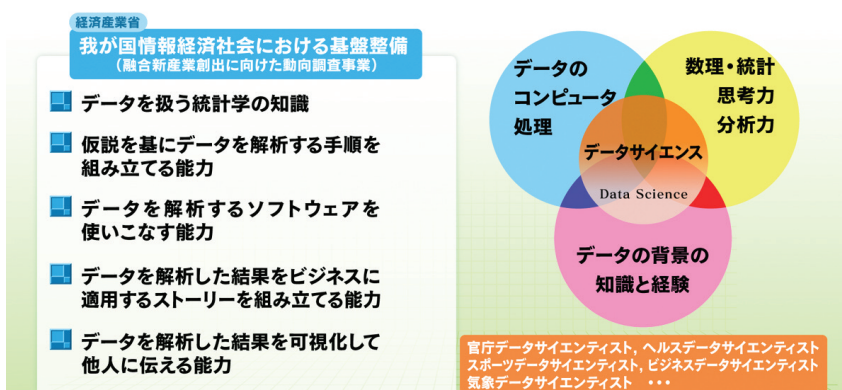 経済産業省
我が国情報経済社会における基盤整備
（融合新産業創出に向けた動向調査事業）
データを扱う統計学の知識
仮説を基にデータを解析する手順を
組み立てる能力
データを解析するソフトウェアを
使いこなす能力
データを解析した結果をビジネスに
適用するストーリーを組み立てる能力
データを解析した結果を可視化して
他人に伝える能力
データの
コンピュータ
処理
数理・統計
思考力
分析力
データサイエンス
Data Science
データの背景の
知識と経験
官庁データサイエンティスト, ヘルスデータサイエンティスト
スポーツデータサイエンティスト, ビジネスデータサイエンティスト
気象データサイエンティスト ・・・